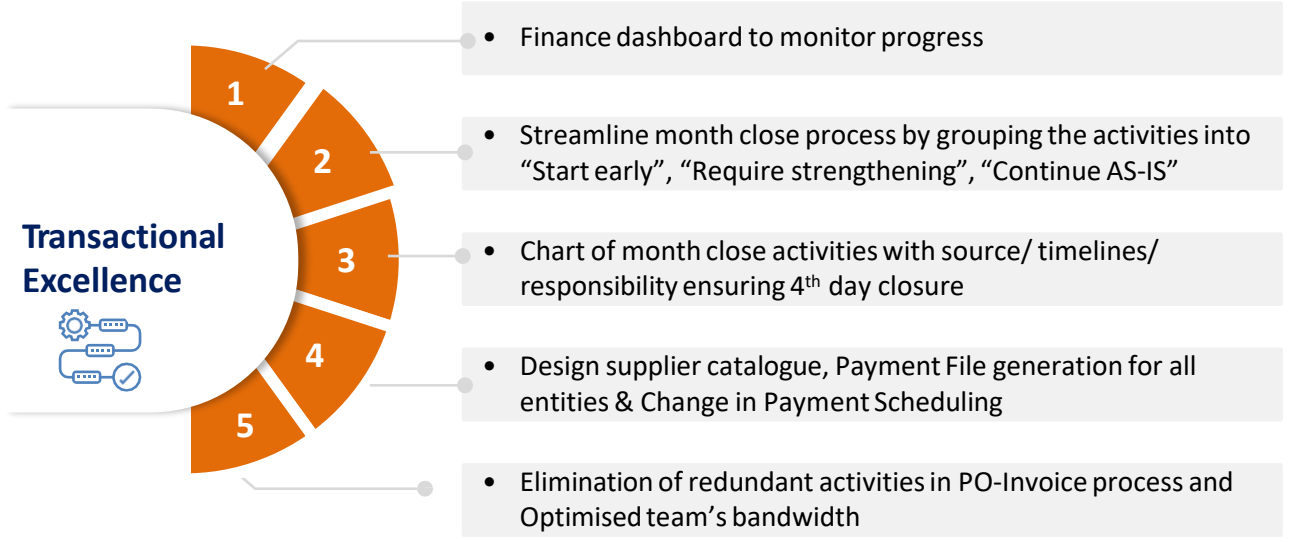 Transactional
Excellence
1
• Finance dashboard to monitor progress
2
• Streamline month close process by grouping the activities into
“Start early”, “Require strengthening”, “Continue AS-IS”
3
• Chart of month close activities with source/ timelines/
responsibility ensuring 4th day closure
4
• Design supplier catalogue, Payment File generation for all
entities & Change in Payment Scheduling
5
• Elimination of redundant activities in PO-Invoice process and
Optimised team’s bandwidth